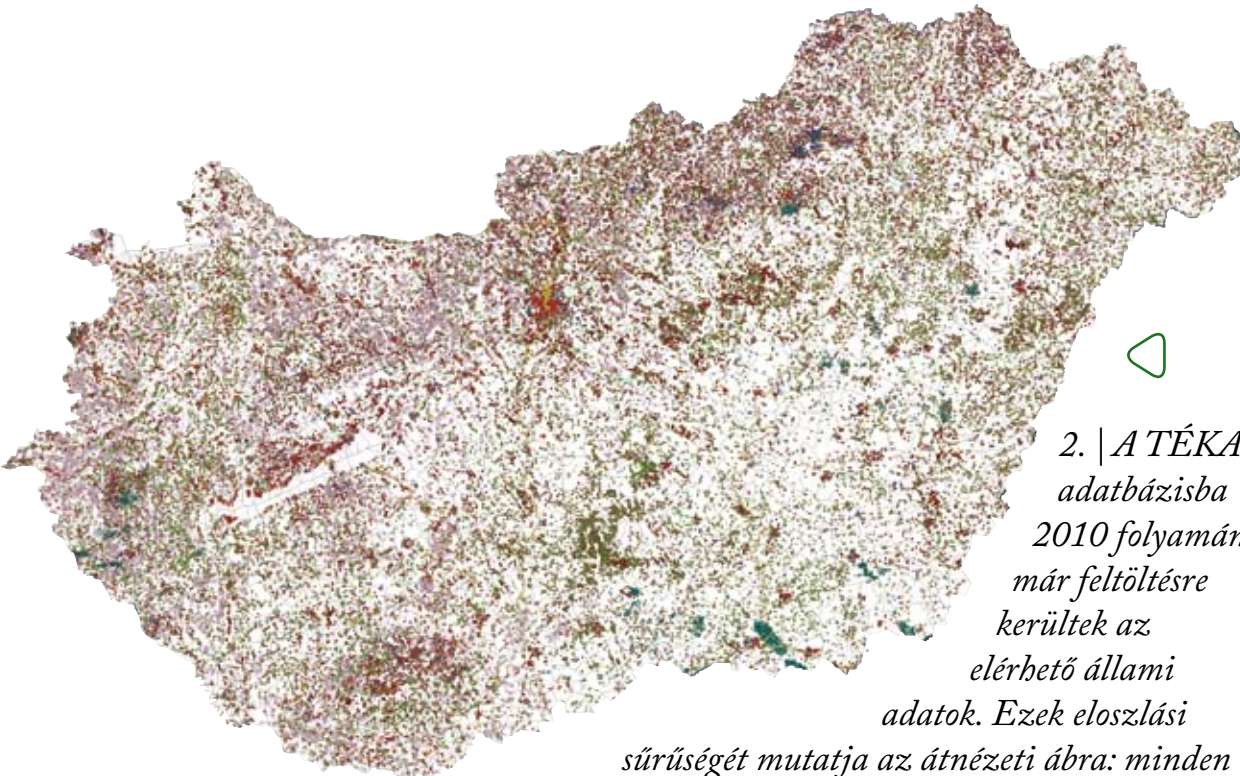 2. | A TÉKA
adatbázisba
2010 folyamán
már feltöltésre
kerültek az
elérhető állami
adatok. Ezek eloszlási
sűrűségét mutatja az átnézeti ábra: minden